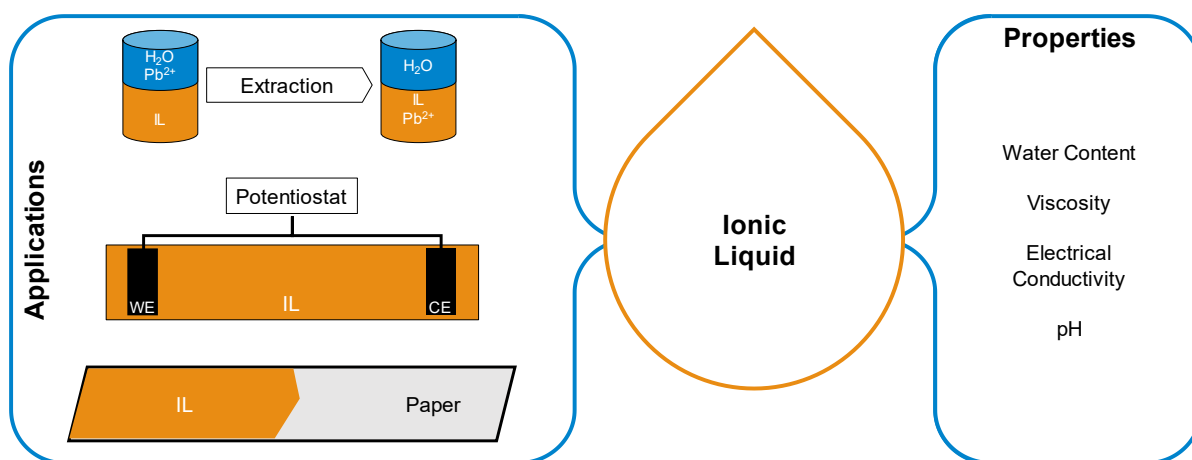 Applications
H₂O
Pb²⁺
IL
Extraction
H₂O
IL
Pb²⁺
Potentiostat
WE
IL
CE
IL
Paper
Ionic
Liquid
Properties
Water Content
Viscosity
Electrical
Conductivity
pH